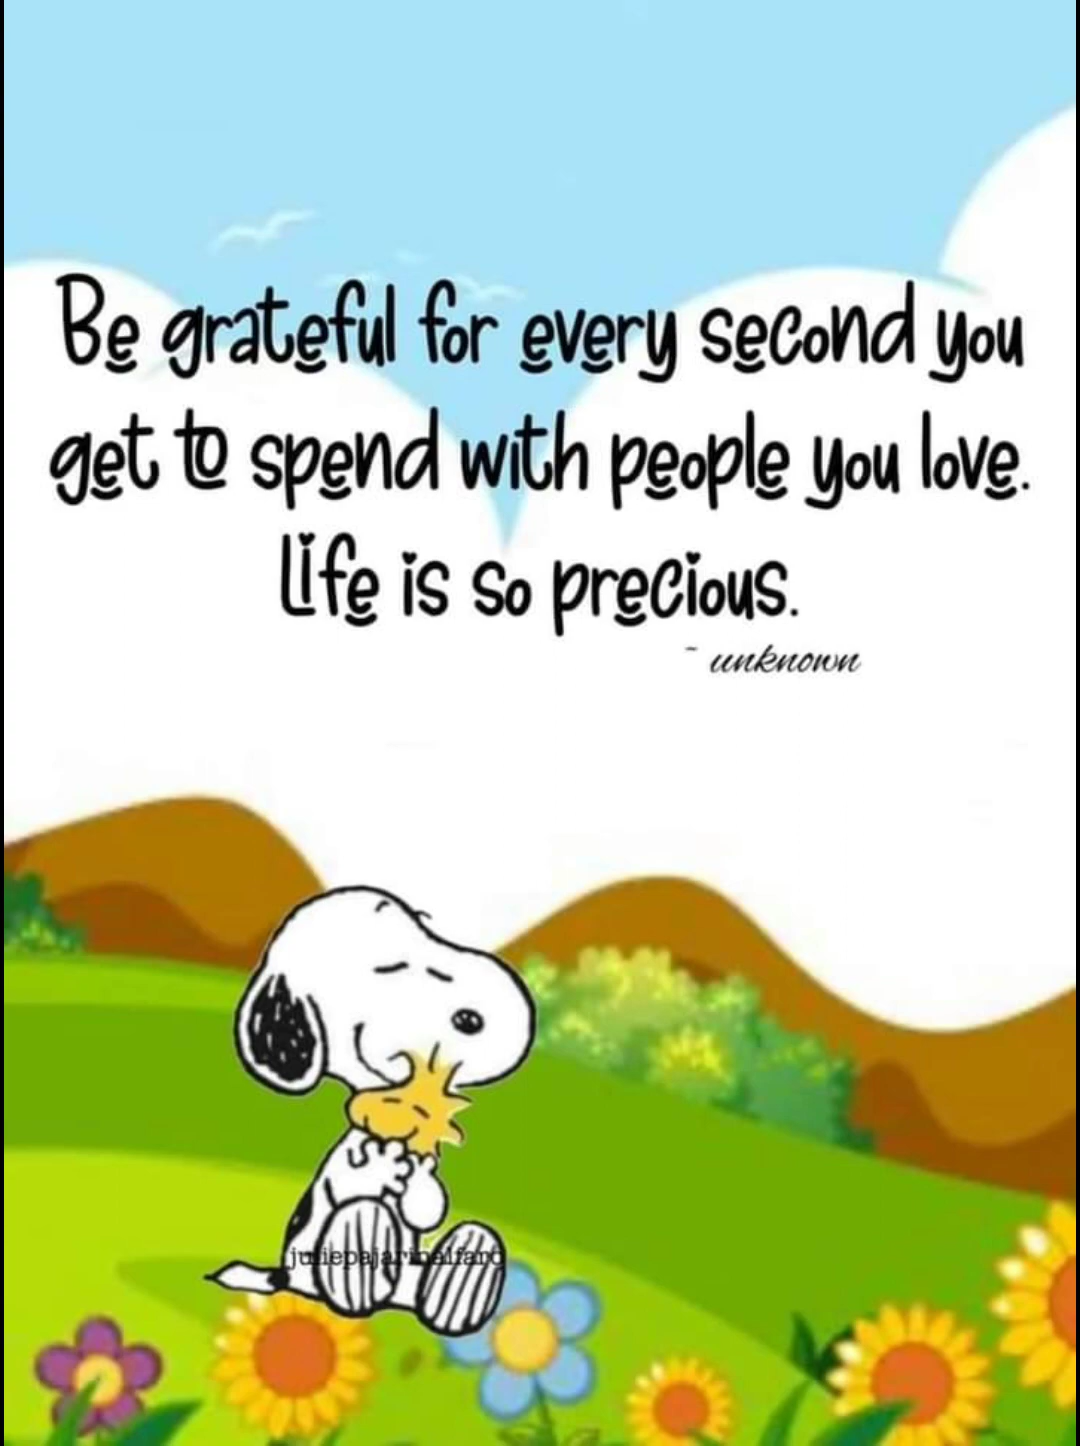 Be grateful for every second you
get to spend with people you love.
Life is so precious.
~ unknown